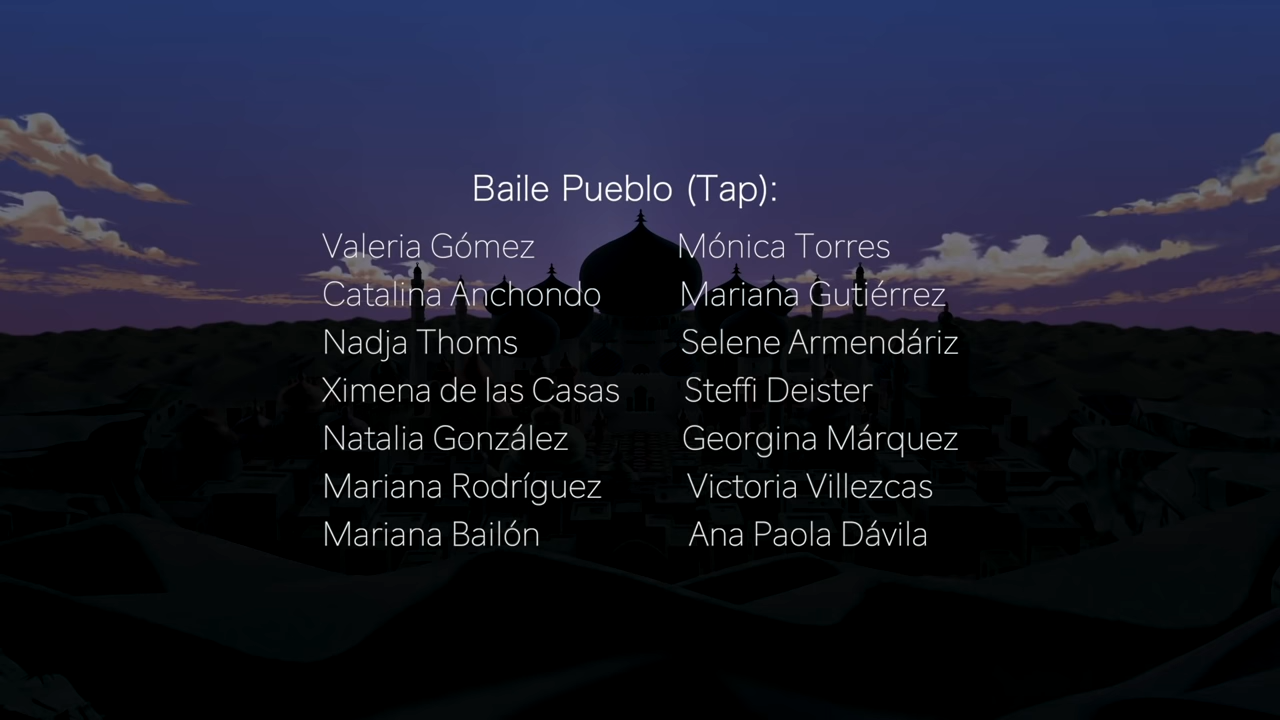 Baile Pueblo (Tap):
Valeria Gómez Mónica Torres
Catalina Anchondo Mariana Gutiérrez
Nadja Thoms Selene Armendáriz
Ximena de las Casas Steffi Deister
Natalia González Georgina Márquez
Mariana Rodríguez Victoria Villezcas
Mariana Bailón Ana Paola Dávila